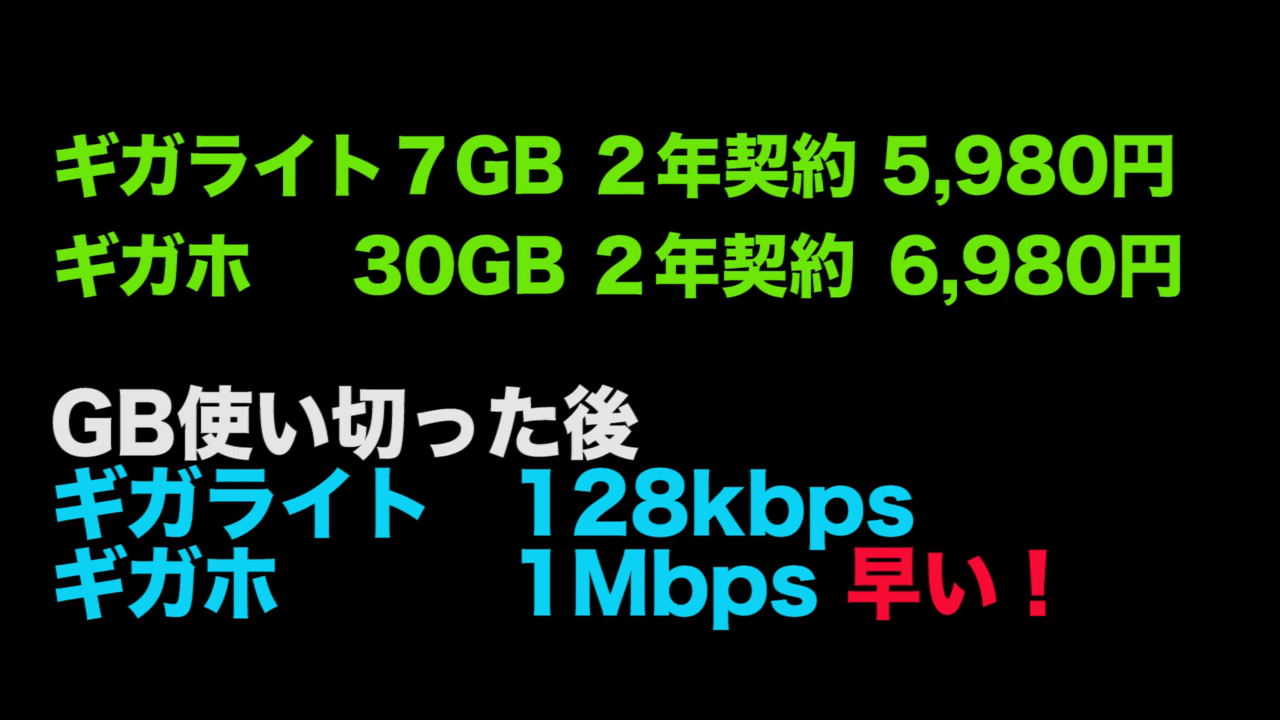 ギガライト７GB ２年契約 5,980円
ギガホ　30GB ２年契約 6,980円
GB使い切った後
ギガライト　128kbps
ギガホ　　　1Mbps 早い！